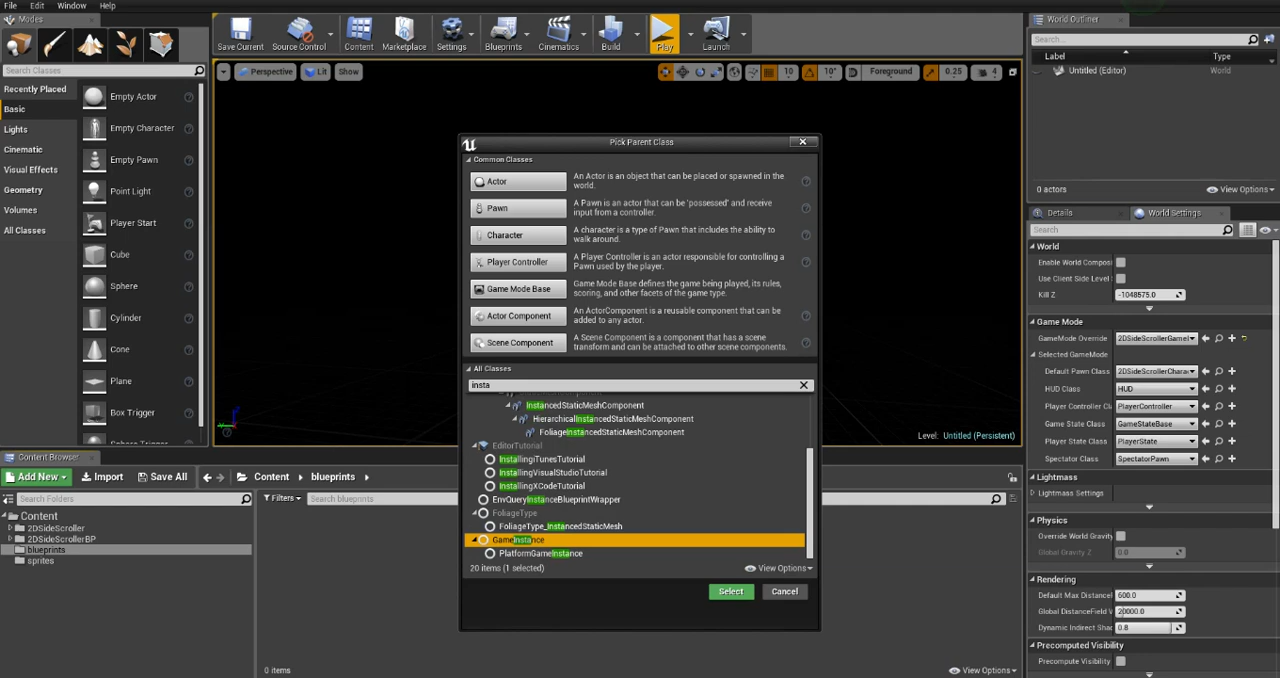 File Edit Window Help
Modes
Search Classes
Recently Placed
Basic
Lights
Cinematic
Visual Effects
Geometry
Volumes
All Classes
Empty Actor
Empty Character
Empty Pawn
Point Light
Player Start
Cube
Sphere
Cylinder
Cone
Plane
Box Trigger
Sphere Trigger
Save Current
Source Control
Content
Marketplace
Settings
Blueprints
Cinematics
Build
Play
Launch
Perspective
Lit
Show
10
10°
Foreground
0.25
4
Pick Parent Class
Common Classes
Actor
An Actor is an object that can be placed or spawned in the
world.
Pawn
A Pawn is an actor that can be 'possessed' and receive
input from a controller.
Character
A character is a type of Pawn that includes the ability to
walk around.
Player Controller
A Player Controller is an actor responsible for controlling a
Pawn used by the player.
Game Mode Base
Game Mode Base defines the game being played, its rules,
scoring, and other facets of the game type.
Actor Component
An ActorComponent is a reusable component that can be
added to any actor.
Scene Component
A Scene Component is a component that has a scene
transform and can be attached to other scene components.
All Classes
insta
InstancedStaticMeshComponent
HierarchicalInstancedStaticMeshComponent
FoliageInstancedStaticMeshComponent
EditorTutorial
InstallingiTunesTutorial
InstallingVisualStudioTutorial
InstallingXCodeTutorial
EnvQueryInstanceBlueprintWrapper
FoliageType
FoliageType_InstancedStaticMesh
GameInstance
PlatformGameInstance
20 items (1 selected)
View Options
Select
Cancel
Level: Untitled (Persistent)
Content Browser
Add New
Import
Save All
Content
blueprints
Search Folders
Filters
Search blueprints
Content
2DSideScroller
2DSideScrollerBP
blueprints
sprites
0 items
View Options
World Outliner
Search...
Label
Type
Untitled (Editor)
World
0 actors
View Options
Details
World Settings
Search
World
Enable World Composi
Use Client Side Level
Kill Z
-1048575.0
Game Mode
GameMode Override
2DSideScrollerGameI
Selected GameMode
Default Pawn Class
2DSideScrollerChara
HUD Class
HUD
Player Controller Cl
PlayerController
Game State Class
GameStateBase
Player State Class
PlayerState
Spectator Class
SpectatorPawn
Lightmass
Lightmass Settings
Physics
Override World Gravity
Global Gravity Z
0.0
Rendering
Default Max Distance
600.0
Global DistanceField V
20000.0
Dynamic Indirect Shad
0.8
Precomputed Visibility
Precompute Visibility